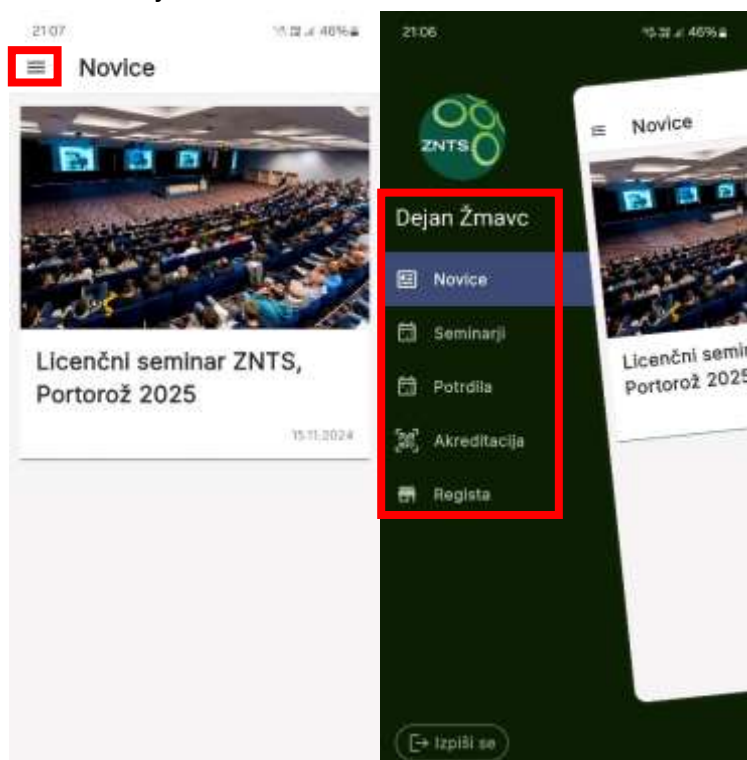 21:07
46%
Novice
Licenčni seminar ZNTS,
Portorož 2025
15.11.2024
21:06
46%
ZNTS
Dejan Žmavc
Novice
Seminarji
Potrdila
Akreditacija
Regista
Izpiši se
Novice
Licenčni semin
Portorož 2025